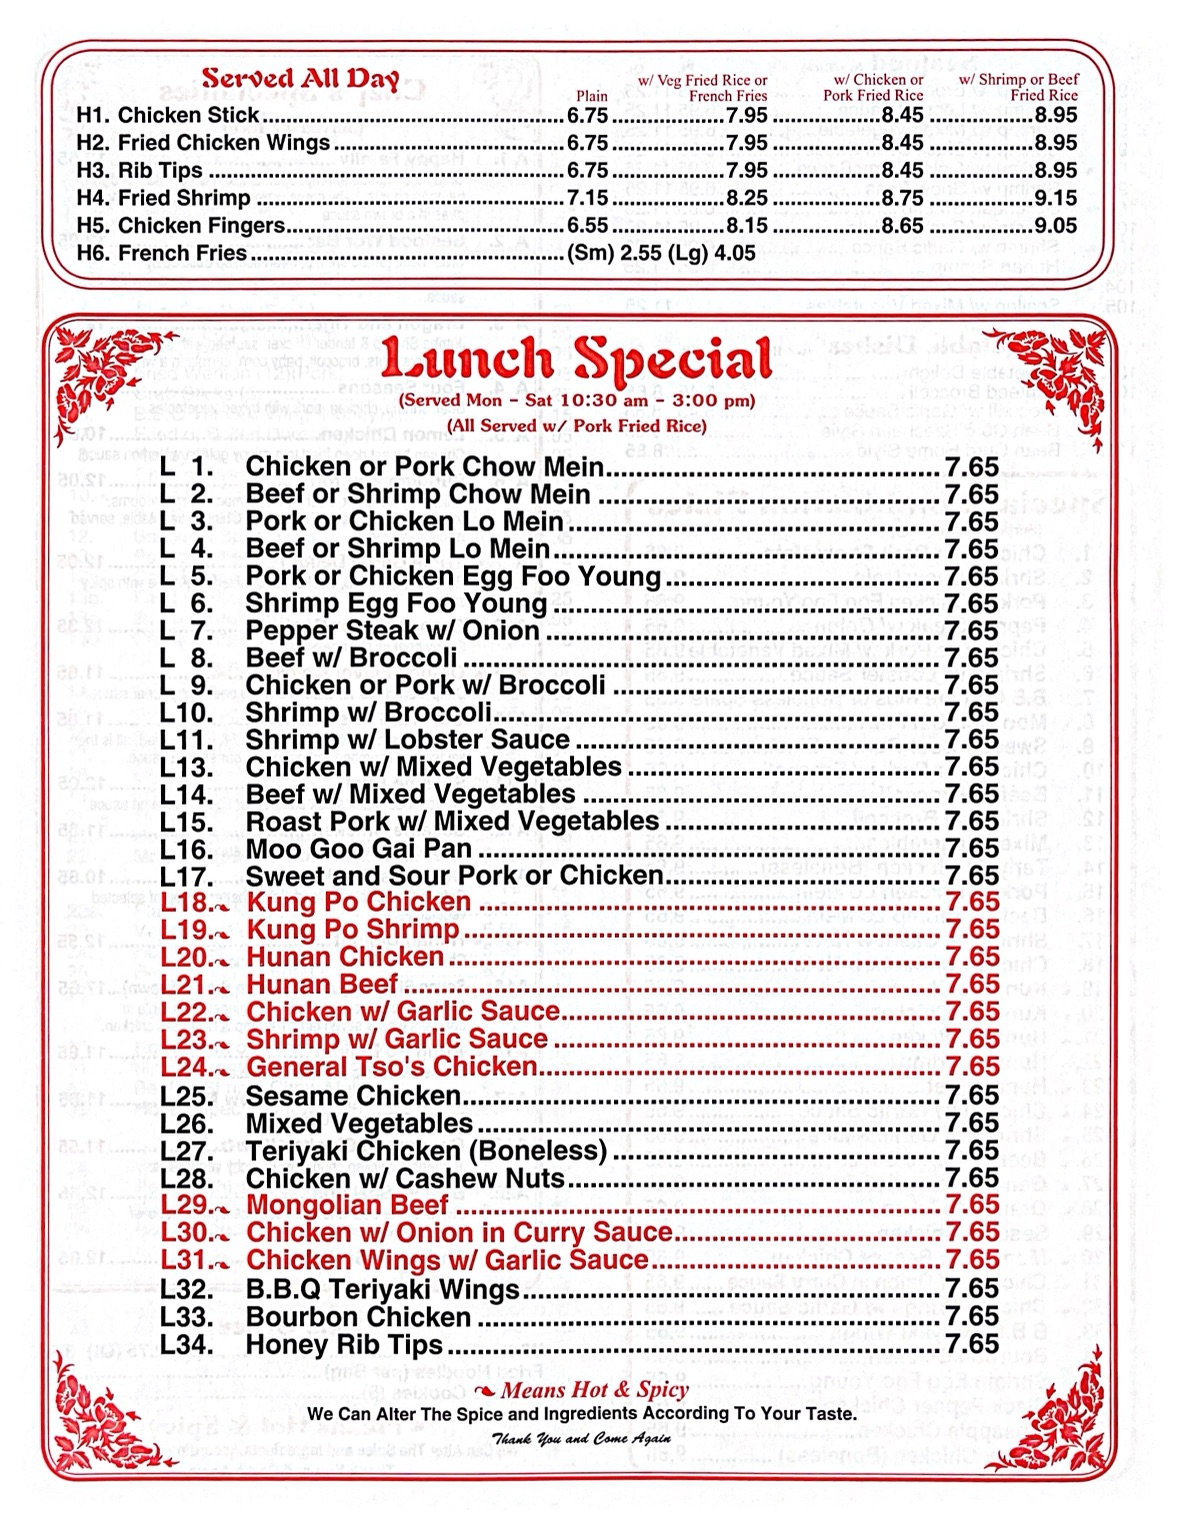 Served All Day
Plain w/ Veg Fried Rice or French Fries w/ Chicken or Pork Fried Rice w/ Shrimp or Beef Fried Rice
H1. Chicken Stick 6.75 7.95 8.45 8.95
H2. Fried Chicken Wings 6.75 7.95 8.45 8.95
H3. Rib Tips 6.75 7.95 8.45 8.95
H4. Fried Shrimp 7.15 8.25 8.75 9.15
H5. Chicken Fingers 6.55 8.15 8.65 9.05
H6. French Fries (Sm) 2.55 (Lg) 4.05
Lunch Special
(Served Mon - Sat 10:30 am - 3:00 pm)
(All Served w/ Pork Fried Rice)
L 1. Chicken or Pork Chow Mein 7.65
L 2. Beef or Shrimp Chow Mein 7.65
L 3. Pork or Chicken Lo Mein 7.65
L 4. Beef or Shrimp Lo Mein 7.65
L 5. Pork or Chicken Egg Foo Young 7.65
L 6. Shrimp Egg Foo Young 7.65
L 7. Pepper Steak w/ Onion 7.65
L 8. Beef w/ Broccoli 7.65
L 9. Chicken or Pork w/ Broccoli 7.65
L10. Shrimp w/ Broccoli 7.65
L11. Shrimp w/ Lobster Sauce 7.65
L13. Chicken w/ Mixed Vegetables 7.65
L14. Beef w/ Mixed Vegetables 7.65
L15. Roast Pork w/ Mixed Vegetables 7.65
L16. Moo Goo Gai Pan 7.65
L17. Sweet and Sour Pork or Chicken 7.65
L18. Kung Po Chicken 7.65
L19. Kung Po Shrimp 7.65
L20. Hunan Chicken 7.65
L21. Hunan Beef 7.65
L22. Chicken w/ Garlic Sauce 7.65
L23. Shrimp w/ Garlic Sauce 7.65
L24. General Tso's Chicken 7.65
L25. Sesame Chicken 7.65
L26. Mixed Vegetables 7.65
L27. Teriyaki Chicken (Boneless) 7.65
L28. Chicken w/ Cashew Nuts 7.65
L29. Mongolian Beef 7.65
L30. Chicken w/ Onion in Curry Sauce 7.65
L31. Chicken Wings w/ Garlic Sauce 7.65
L32. B.B.Q Teriyaki Wings 7.65
L33. Bourbon Chicken 7.65
L34. Honey Rib Tips 7.65
Means Hot & Spicy
We Can Alter The Spice and Ingredients According To Your Taste.
Thank You and Come Again